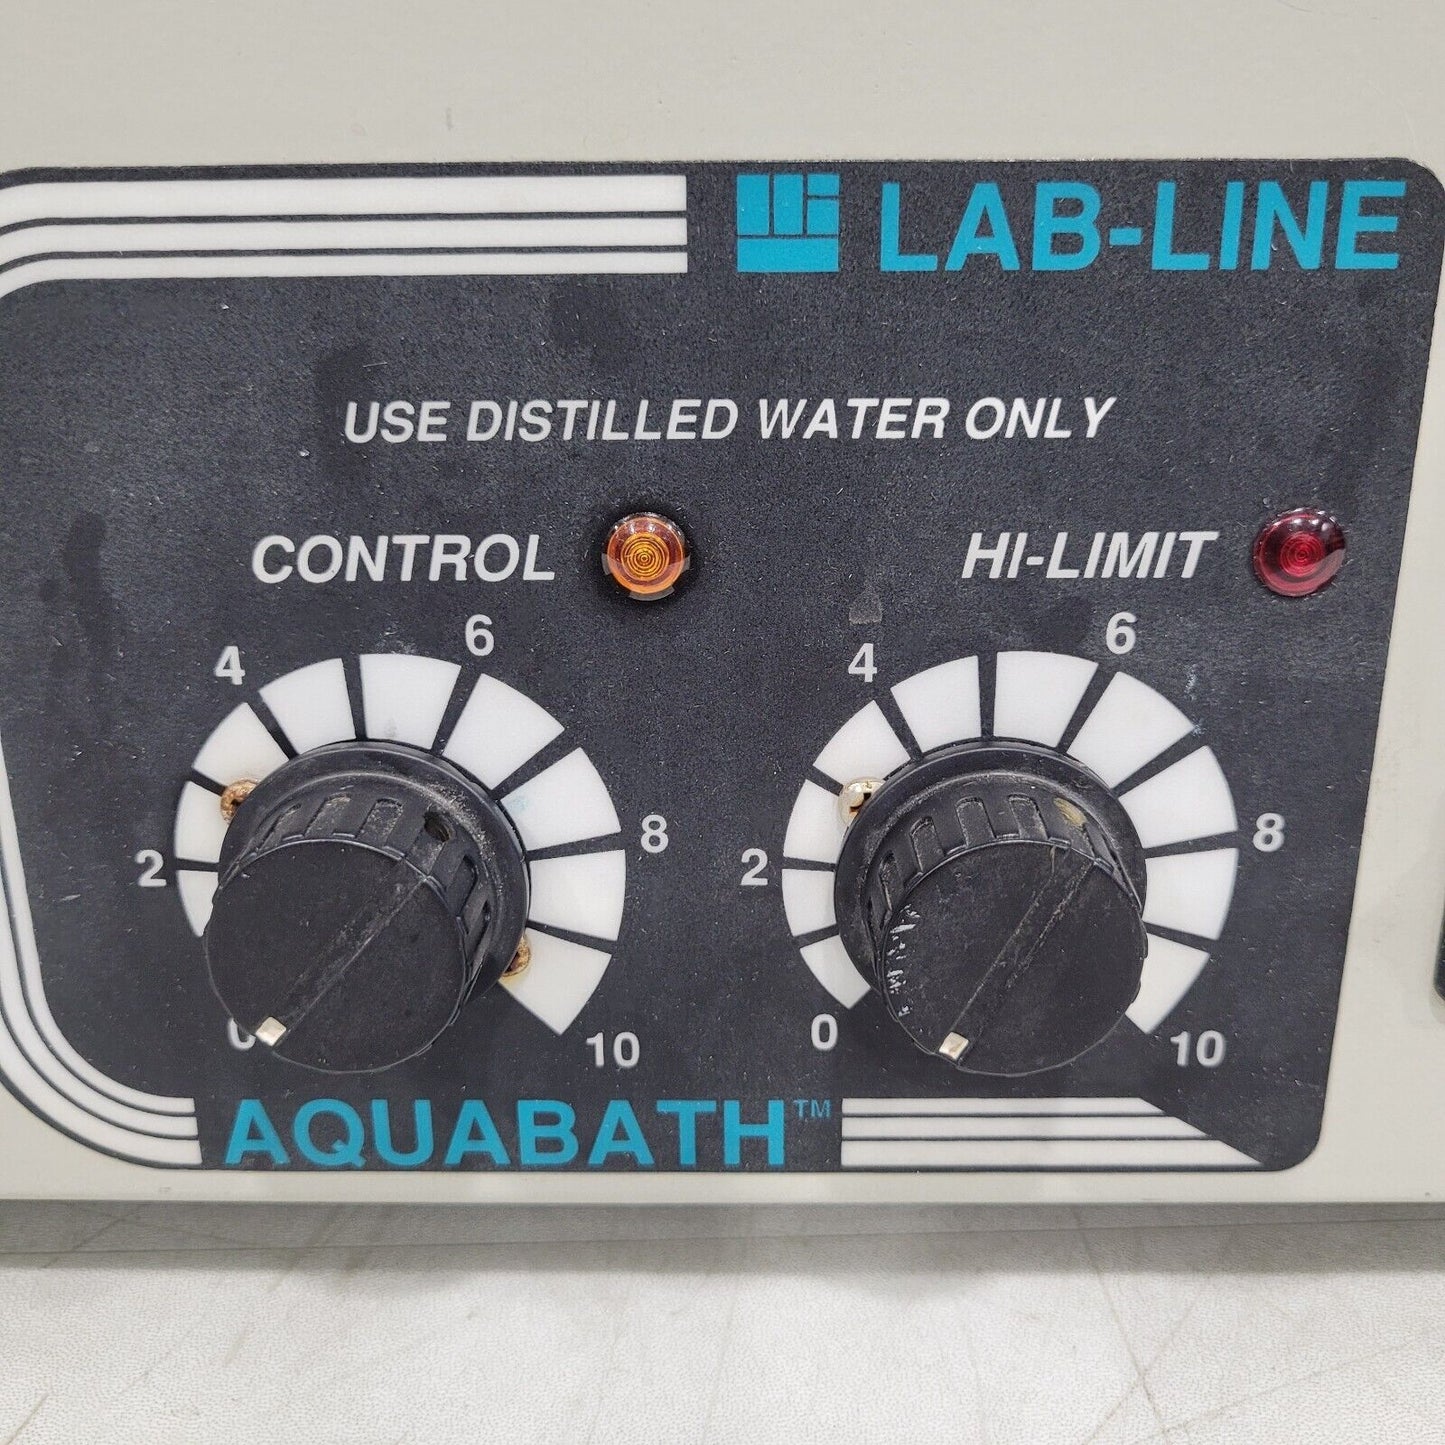 LAB-LINE
USE DISTILLED WATER ONLY
CONTROL
HI-LIMIT
0 2 4 6 8 10
0 2 4 6 8 10
AQUABATH™